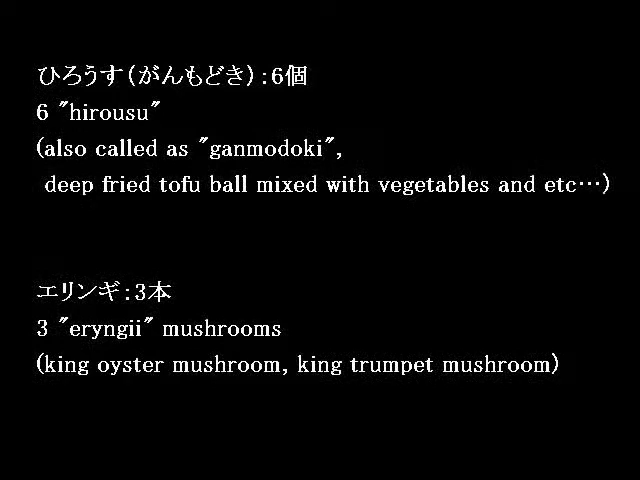 ひろうす(がんもどき):6個
6 "hirousu"
(also called as "ganmodoki",
deep fried tofu ball mixed with vegetables and etc…)
エリンギ:3本
3 "eryngii" mushrooms
(king oyster mushroom, king trumpet mushroom)